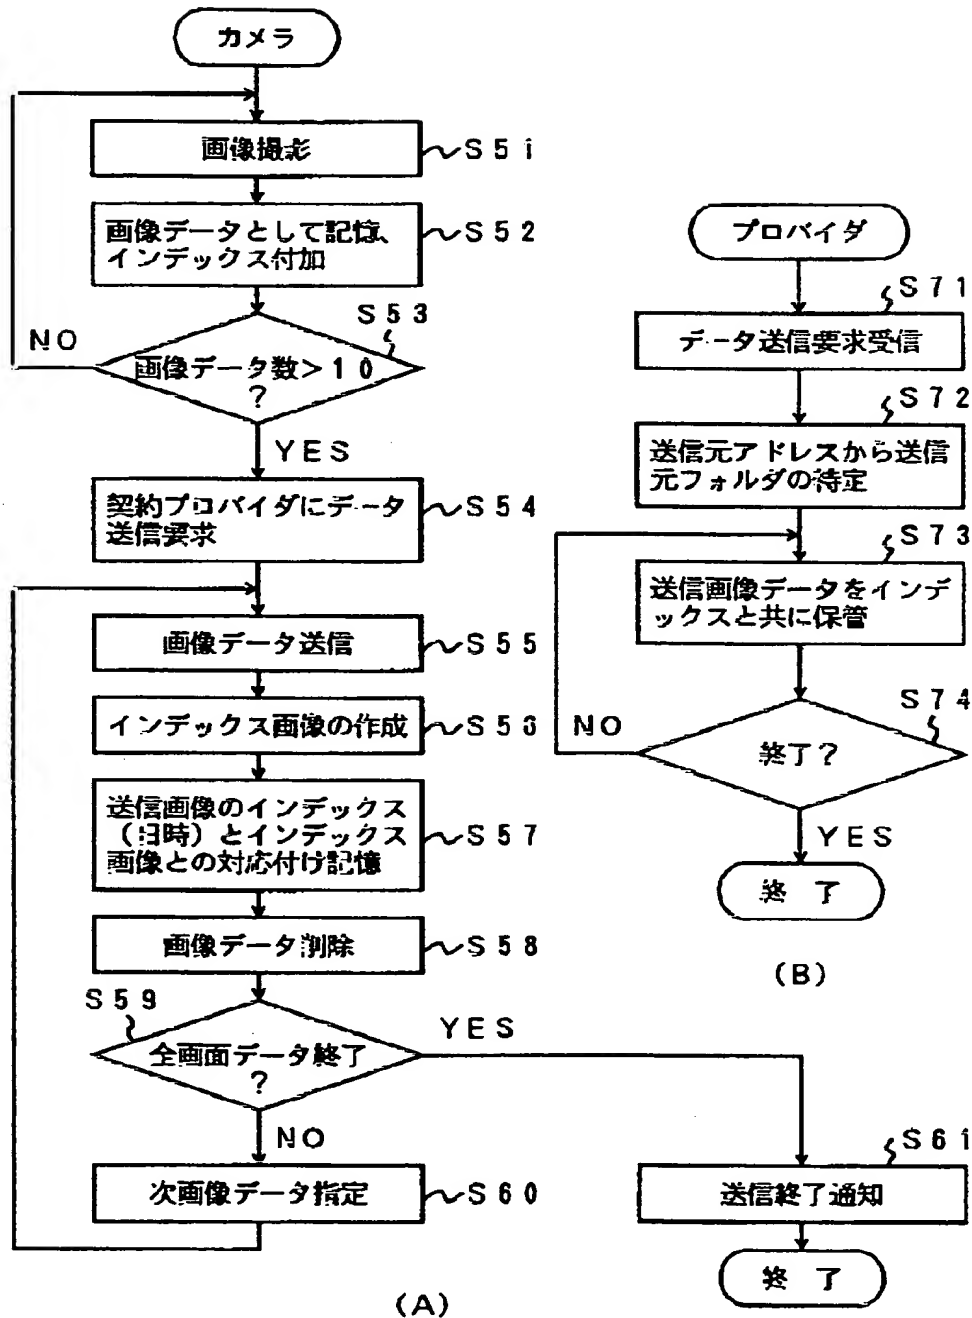 カメラ
画像撮影
S51
画像データとして記憶、
インデックス付加
S52
S53
画像データ数>10
?
NO
YES
契約プロバイダにデータ
送信要求
S54
画像データ送信
S55
インデックス画像の作成
S56
送信画像のインデックス
(日時)とインデックス
画像との対応付け記憶
S57
画像データ削除
S58
S59
全画面データ終了
?
YES
NO
次画像データ指定
S60
S61
送信終了通知
終 了
(A)
プロバイダ
S71
データ送信要求受信
S72
送信元アドレスから送信
元フォルダの特定
S73
送信画像データをインデ
ックスと共に保管
S74
終了?
NO
YES
終 了
(B)